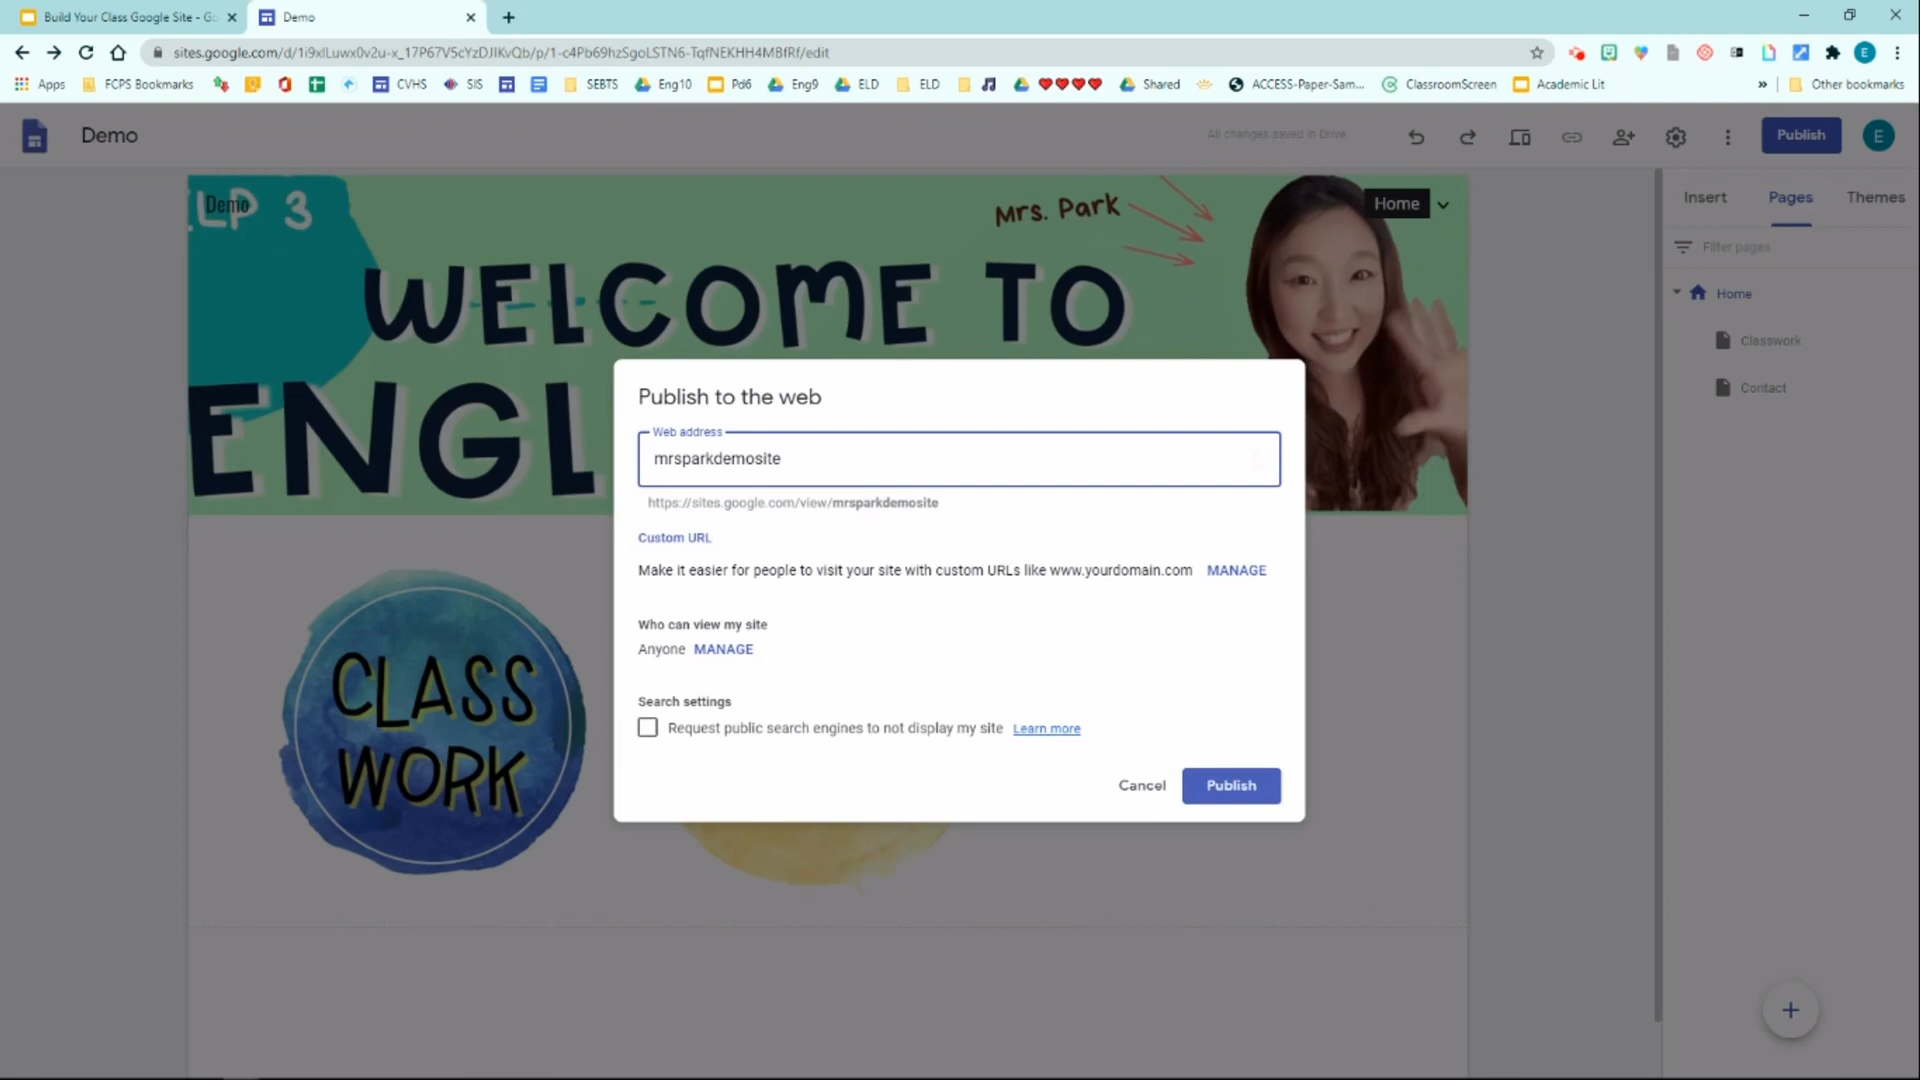 Build Your Class Google Site - Go
Demo
sites.google.com/d/1i9xlLuwx0v2u-x_17P67V5cYzDJIKvQb/p/1-c4Pb69hzSgoLSTN6-TqfNEKHH4MBfRf/edit
Apps FCPS Bookmarks CVHS SIS SEBTS Eng10 Pd6 Eng9 ELD ELD Shared ACCESS-Paper-Sam... ClassroomScreen Academic Lit » Other bookmarks
Demo
All changes saved in Drive
Publish
E
Insert Pages Themes
Filter pages
Home
Classwork
Contact
Demo
3
Mrs. Park
Home
WELCOME TO
ENGL
CLASS
WORK
Publish to the web
Web address
mrsparkdemosite
https://sites.google.com/view/mrsparkdemosite
Custom URL
Make it easier for people to visit your site with custom URLs like www.yourdomain.com MANAGE
Who can view my site
Anyone MANAGE
Search settings
Request public search engines to not display my site Learn more
Cancel Publish